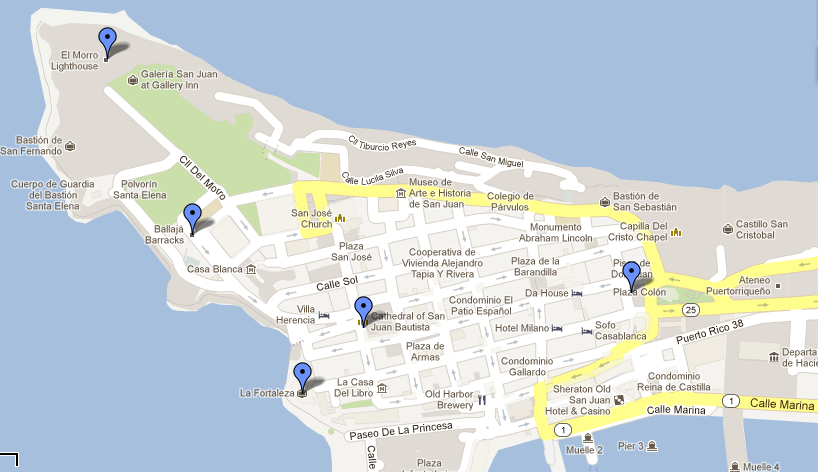 El Morro
Lighthouse
Galería San Juan
at Gallery Inn
Bastión de
San Fernando
Cll Tiburcio Reyes
Calle San Miguel
Cll Del Morro
Calle Lucila Silva
Cuerpo de Guardia
del Bastión
Santa Elena
Polvorín
Santa Elena
Museo de
Arte e Historia
de San Juan
Colegio de
Párvulos
Bastión de
San Sebastián
San José
Church
Ballajá
Barracks
Monumento
Abraham Lincoln
Capilla Del
Cristo Chapel
Castillo San
Cristobal
Plaza
San José
Cooperativa de
Vivienda Alejandro
Tapia Y Rivera
Plaza de la
Barandilla
Casa Blanca
Calle Sol
Da House
Plaza Colón
Ateneo
Puertorriqueño
Villa
Herencia
Cathedral of San
Juan Bautista
Condominio El
Patio Español
25
Hotel Milano
Sofo
Casablanca
Puerto Rico 38
Plaza de
Armas
Condominio
Gallardo
Departa
de Hacie
La Fortaleza
La Casa
Del Libro
Old Harbor
Brewery
Sheraton Old
San Juan
Hotel & Casino
Condominio
Reina de Castilla
1
Calle Marina
Calle Marina
1
Paseo De La Princesa
Calle
Plaza
Muelle 2
Pier 3
Muelle 4